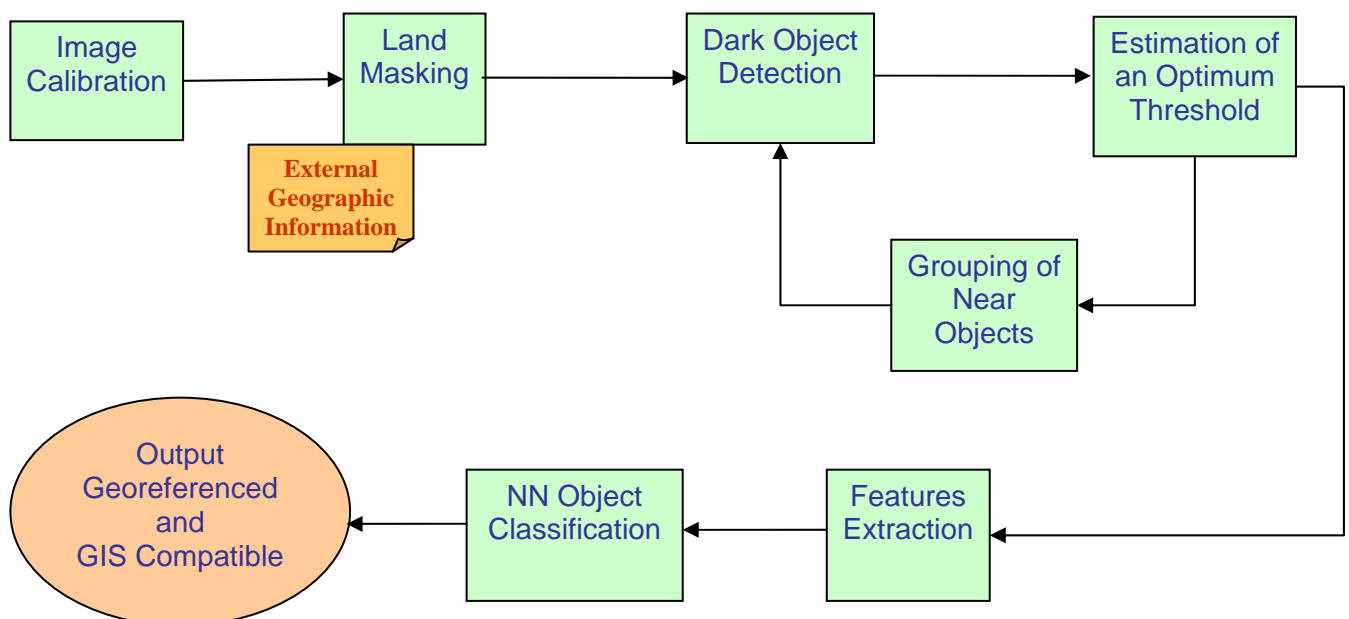 Image
Calibration
Land
Masking
External
Geographic
Information
Dark Object
Detection
Estimation of
an Optimum
Threshold
Grouping of
Near
Objects
Features
Extraction
NN Object
Classification
Output
Georeferenced
and
GIS Compatible